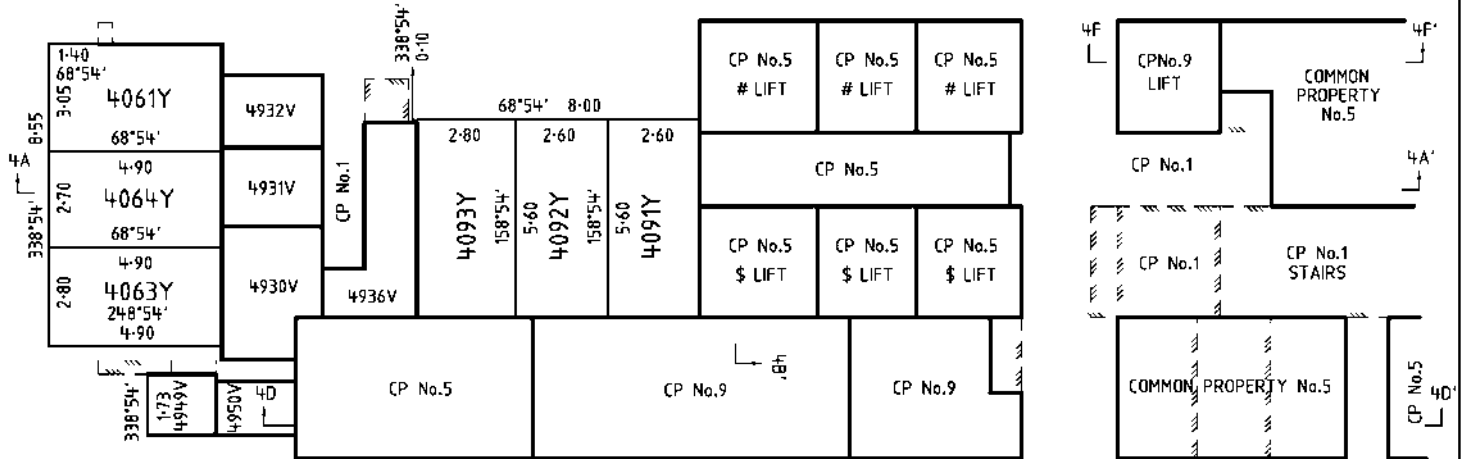 338°54'
0·10
1·40
68°54'
3·05
4061Y
68°54'
8·55
4·90
2·70
4064Y
68°54'
338°54'
4·90
2·80
4063Y
248°54'
4·90
4A
4932V
4931V
4930V
CP No.1
4936V
68°54' 8·00
2·80
2·60
2·60
4093Y
158°54'
5·60
4092Y
158°54'
5·60
4091Y
CP No.5
# LIFT
CP No.5
# LIFT
CP No.5
# LIFT
CP No.5
CP No.5
$ LIFT
CP No.5
$ LIFT
CP No.5
$ LIFT
4F
CPNo.9
LIFT
COMMON
PROPERTY
No.5
4F'
CP No.1
4A'
CP No.1
CP No.1
STAIRS
338°54'
1·73
4949V
4950V
4D
CP No.5
CP No.9
4B'
CP No.9
COMMON PROPERTY No.5
CP No.5
4D'